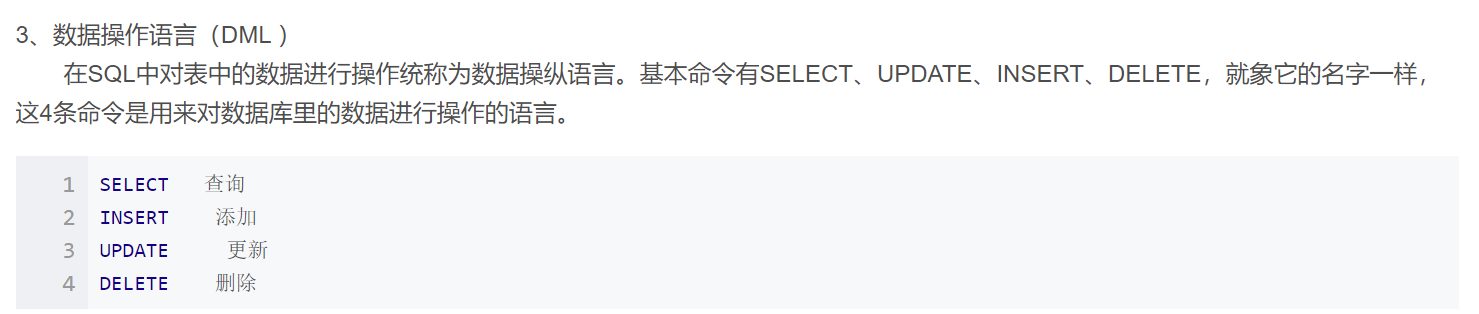 3、数据操作语言（DML ）
在SQL中对表中的数据进行操作统称为数据操纵语言。基本命令有SELECT、UPDATE、INSERT、DELETE，就象它的名字一样，
这4条命令是用来对数据库里的数据进行操作的语言。
1 SELECT   查询
2 INSERT    添加
3 UPDATE     更新
4 DELETE    删除